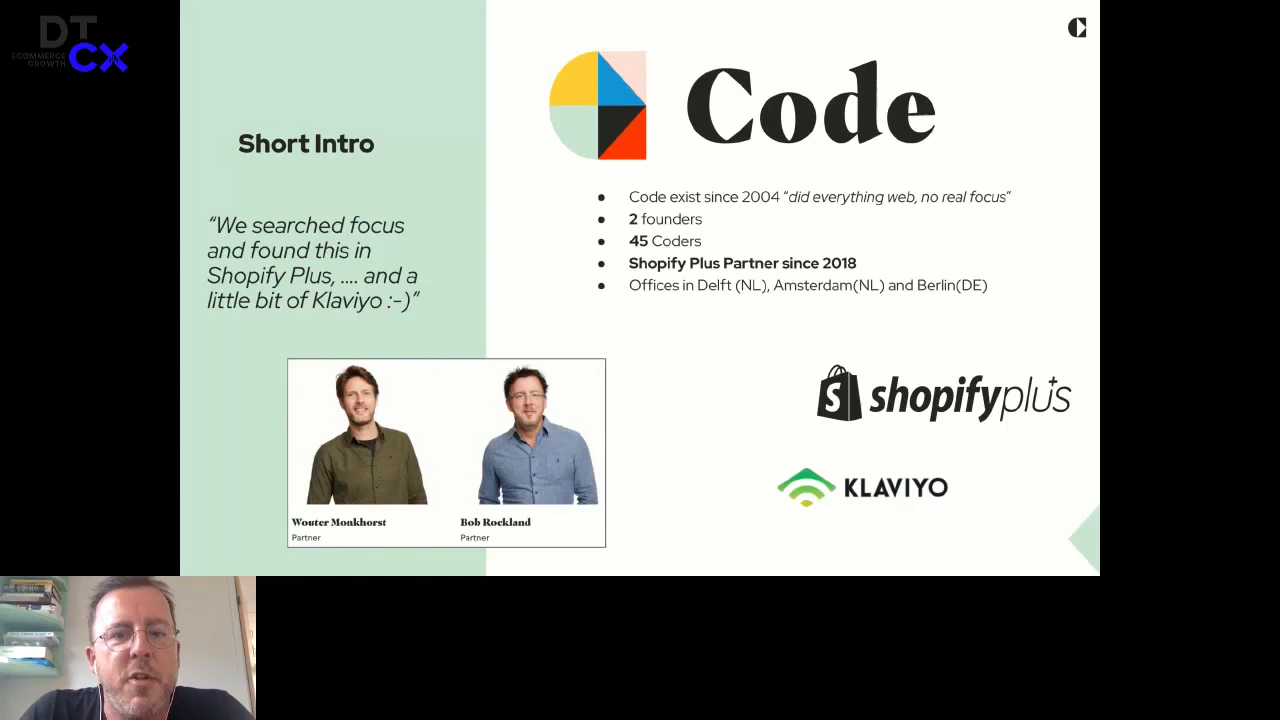 DT
ECOMMERCE
GROWTH
CX
Short Intro
“We searched focus
and found this in
Shopify Plus, .... and a
little bit of Klaviyo :-)”
Code
● Code exist since 2004 “did everything web, no real focus”
● 2 founders
● 45 Coders
● Shopify Plus Partner since 2018
● Offices in Delft (NL), Amsterdam(NL) and Berlin(DE)
Wouter Monkhorst
Partner
Bob Rockland
Partner
shopifyplus
KLAVIYO